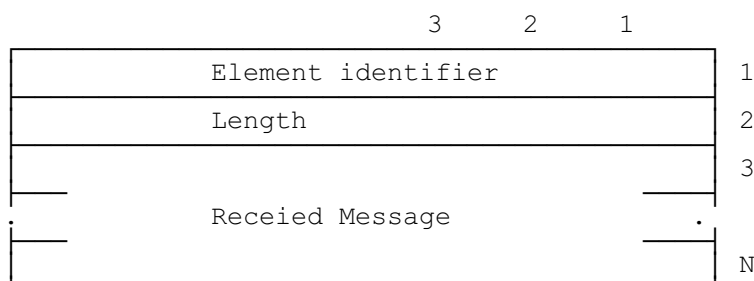 3 2 1
Element identifier 1
Length 2
3
. Receied Message .
N